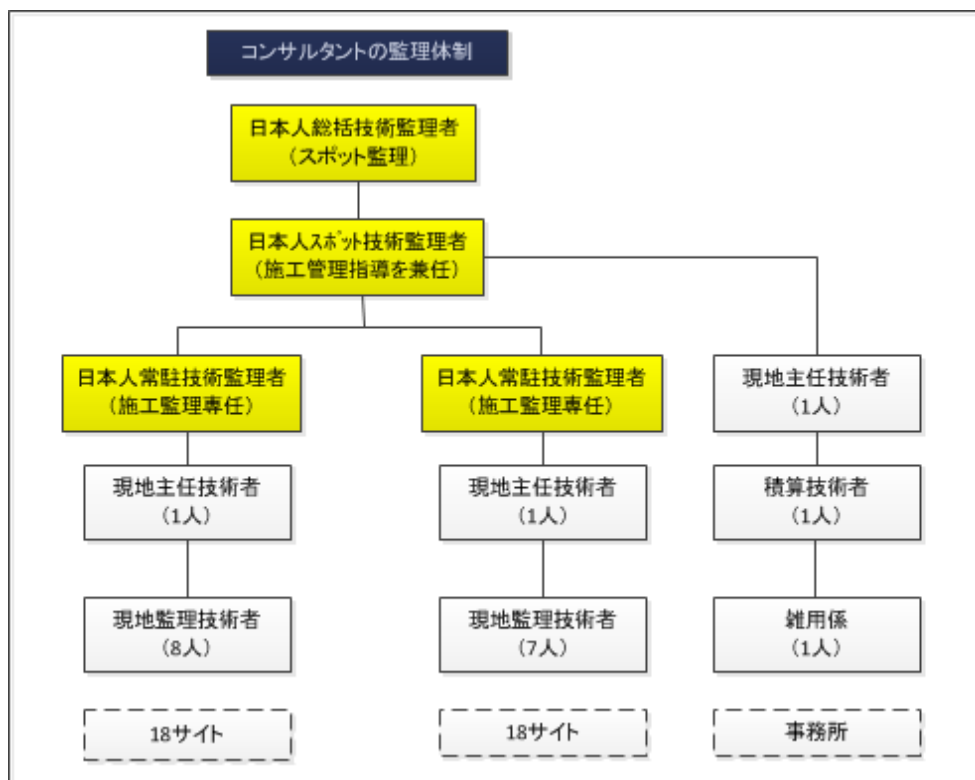 コンサルタントの監理体制
日本人総括技術監理者
(スポット監理)
日本人スポット技術監理者
(施工管理指導を兼任)
日本人常駐技術監理者
(施工監理専任)
日本人常駐技術監理者
(施工監理専任)
現地主任技術者
(1人)
現地主任技術者
(1人)
現地主任技術者
(1人)
積算技術者
(1人)
現地監理技術者
(8人)
現地監理技術者
(7人)
雑用係
(1人)
18サイト
18サイト
事務所